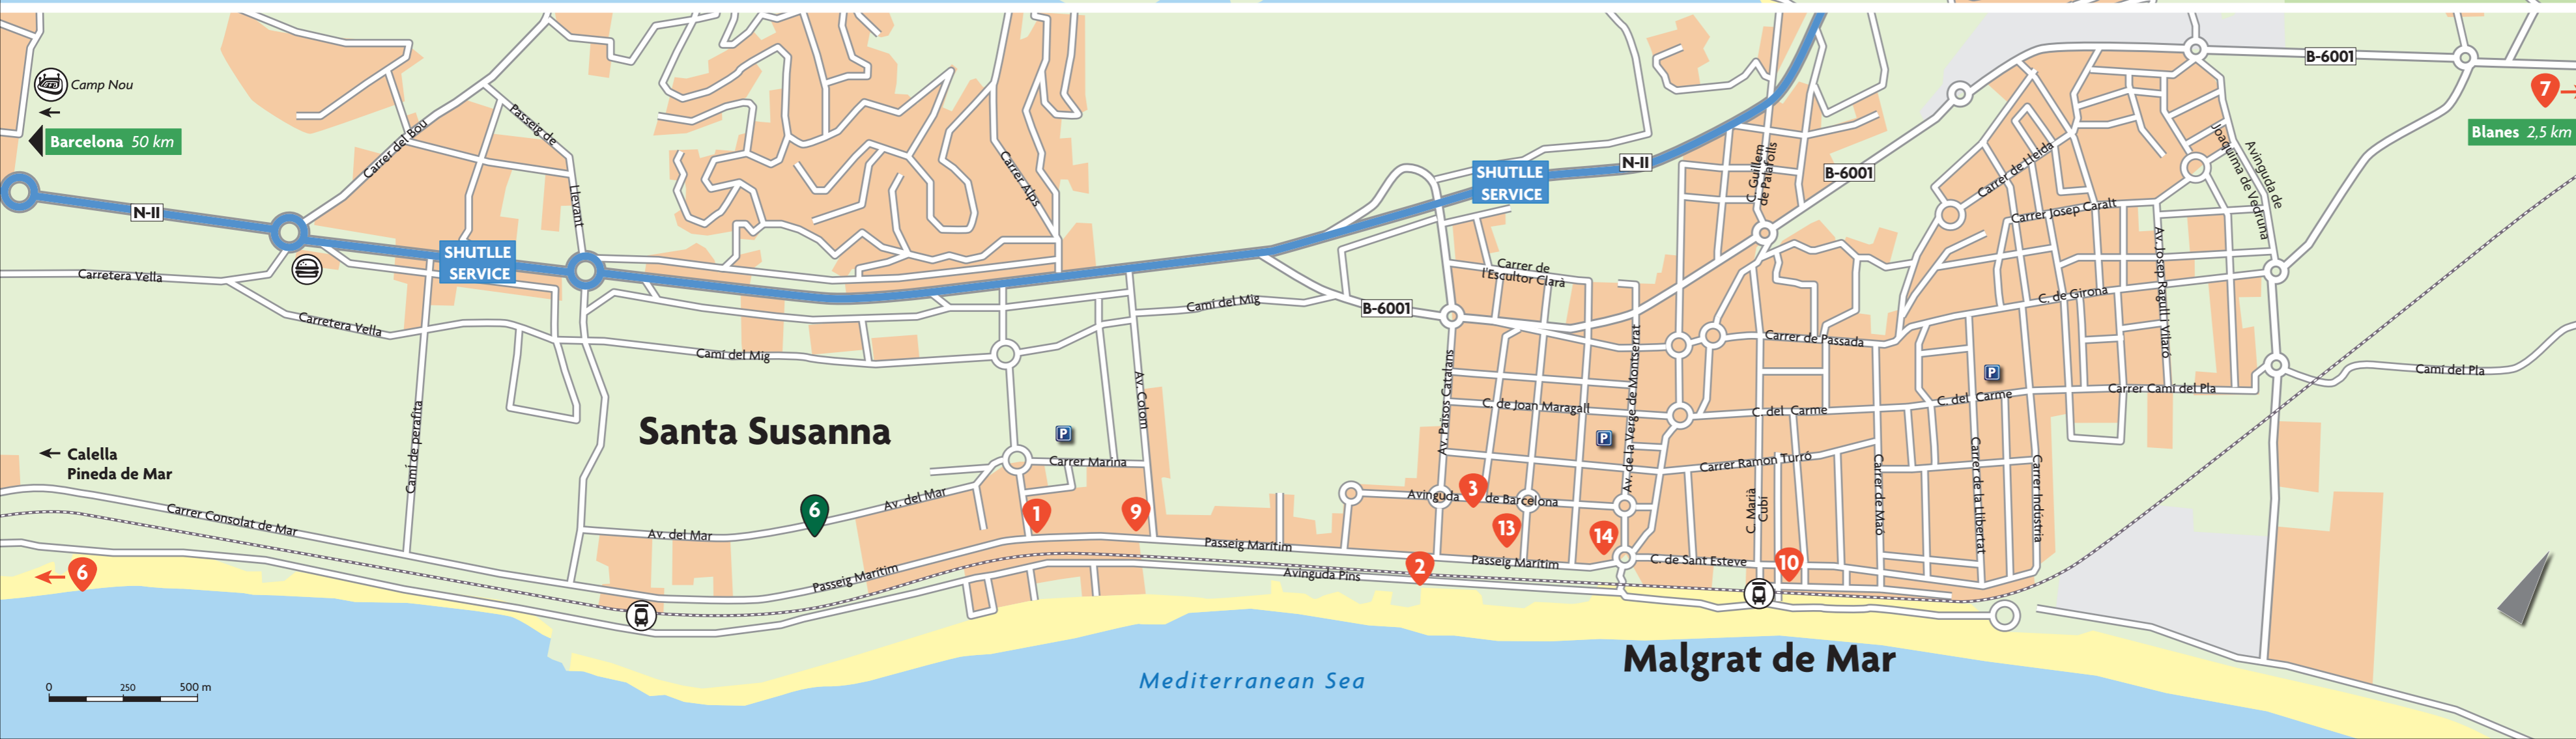 Camp Nou
Barcelona 50 km
N-II
Carrer del Bou
Passeig de
Llevant
Carrer Alps
SHUTLLE
SERVICE
Carretera Vella
Carretera Vella
Camí del Mig
Camí del Mig
Camí de perafita
Santa Susanna
P
Av. Colom
Carrer Marina
Calella
Pineda de Mar
Carrer Consolat de Mar
Av. del Mar
Av. del Mar
6
1
9
6
Passeig Marítim
Passeig Marítim
Passeig Marítim
Avinguda Pins
SHUTLLE
SERVICE
N-II
B-6001
B-6001
B-6001
7
Blanes 2,5 km
C. Guillem
de Palafolls
Carrer de Lleida
Joaquima de Vedruna
Avinguda de
Carrer Josep Caralt
Av. Josep Ragull i Vilaró
C. de Girona
Carrer de
l'Escultor Clarà
Carrer de Passada
P
Camí del Pla
Carrer Camí del Pla
Av. Països Catalans
Av. de la Verge de Montserrat
C. de Joan Maragall
C. del Carme
C. del Carme
P
Carrer Ramon Turró
Carrer de Maó
Carrer de la Llibertat
Carrer Indústria
C. Marià
Cubí
3
Avinguda de Barcelona
13
14
2
C. de Sant Esteve
10
Malgrat de Mar
Mediterranean Sea
0 250 500 m